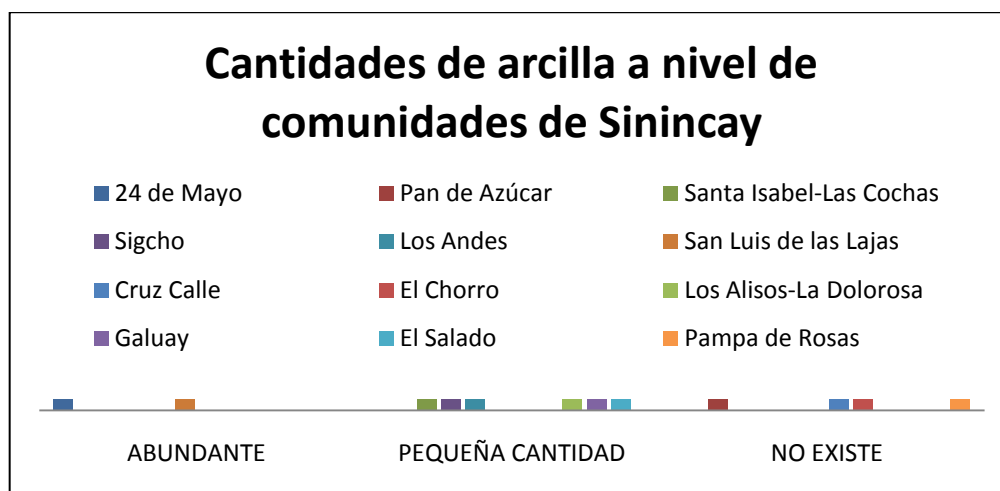 Cantidades de arcilla a nivel de
comunidades de Sinincay
24 de Mayo
Pan de Azúcar
Santa Isabel-Las Cochas
Sigcho
Los Andes
San Luis de las Lajas
Cruz Calle
El Chorro
Los Alisos-La Dolorosa
Galuay
El Salado
Pampa de Rosas
ABUNDANTE
PEQUEÑA CANTIDAD
NO EXISTE